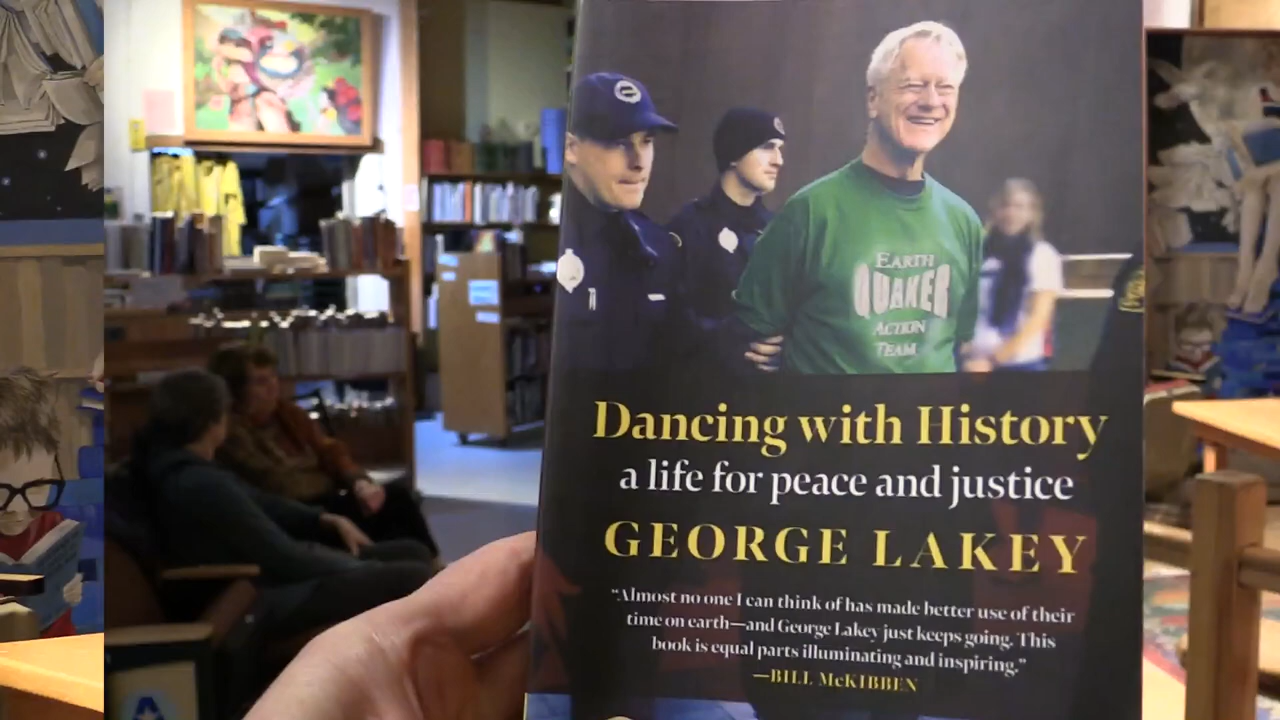 EARTH
QUAKER
ACTION
TEAM
Dancing with History
a life for peace and justice
GEORGE LAKEY
"Almost no one I can think of has made better use of their
time on earth—and George Lakey just keeps going. This
book is equal parts illuminating and inspiring."
—BILL McKIBBEN
A